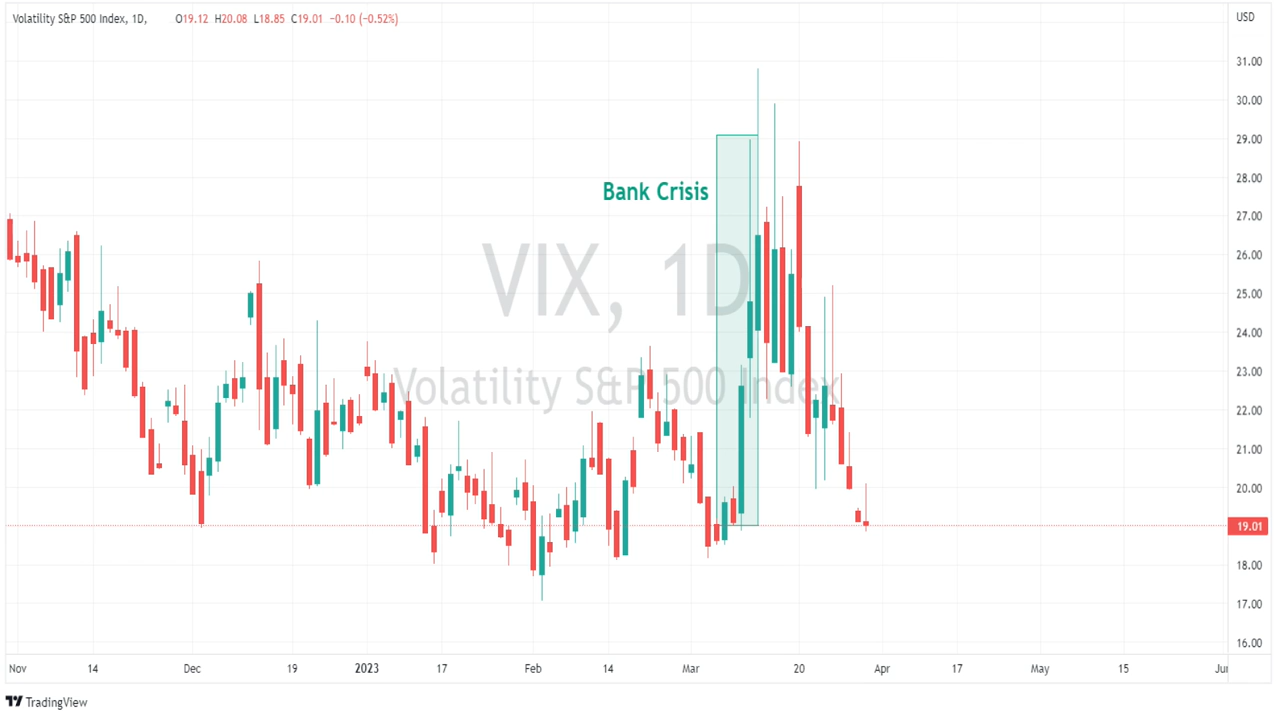 Volatility S&P 500 Index, 1D, O19.12 H20.08 L18.85 C19.01 −0.10 (−0.52%)
USD
31.00
30.00
29.00
28.00
Bank Crisis
27.00
26.00
VIX, 1D
25.00
24.00
23.00
Volatility S&P 500 Index
22.00
21.00
20.00
19.01
18.00
17.00
16.00
Nov 14 Dec 19 2023 17 Feb 14 Mar 20 Apr 17 May 15 Jun
TradingView